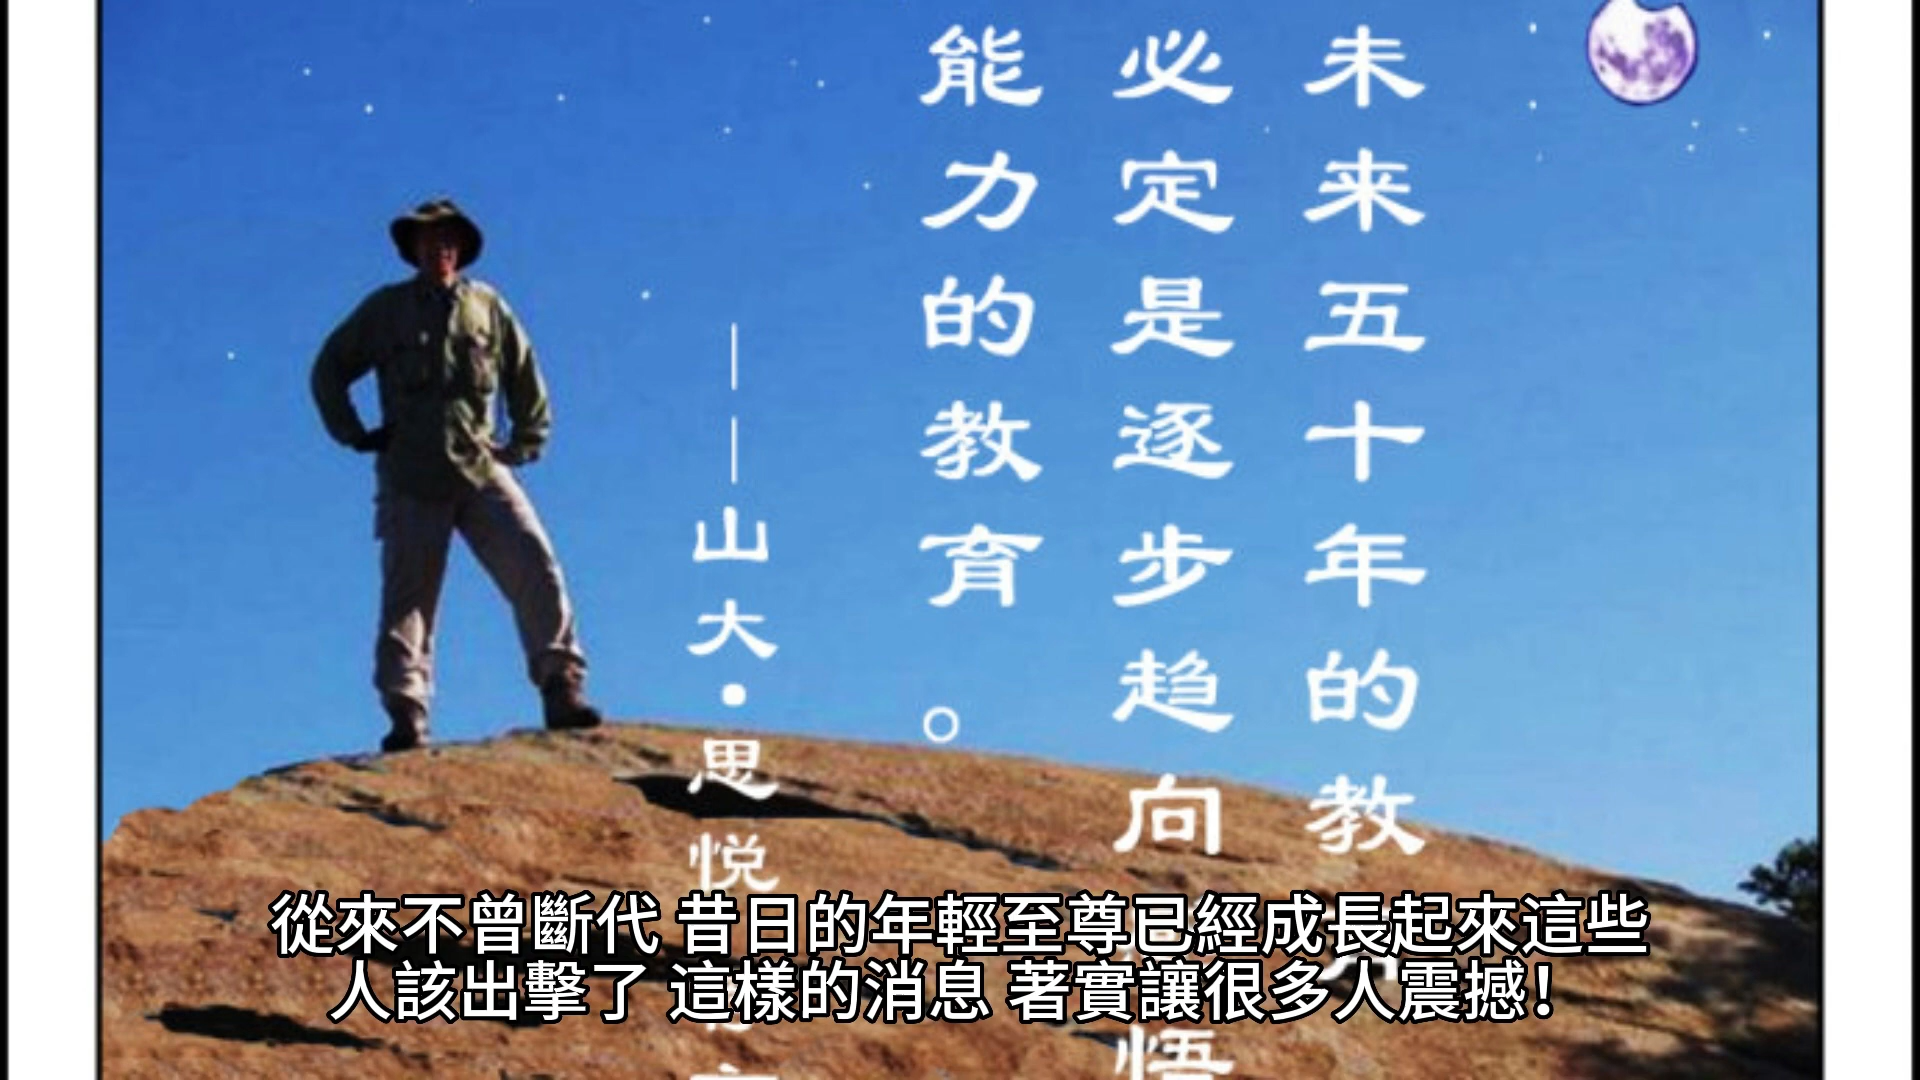 未来五十年的教
必定是逐步趋向
悟
能力的教育。
——山大·思悦
從來不曾斷代 昔日的年輕至尊已經成長起來這些
人該出擊了 這樣的消息 著實讓很多人震撼！